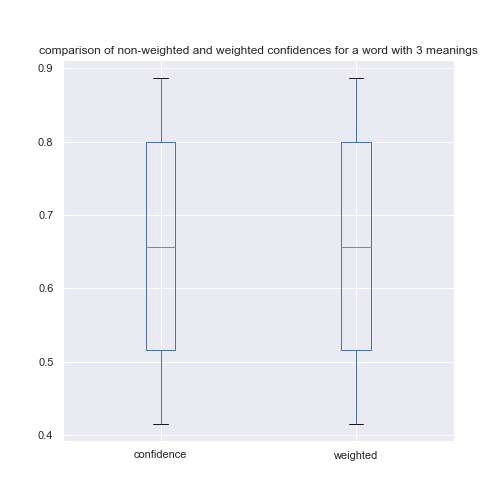 comparison of non-weighted and weighted confidences for a word with 3 meanings
0.9
0.8
0.7
0.6
0.5
0.4
confidence
weighted